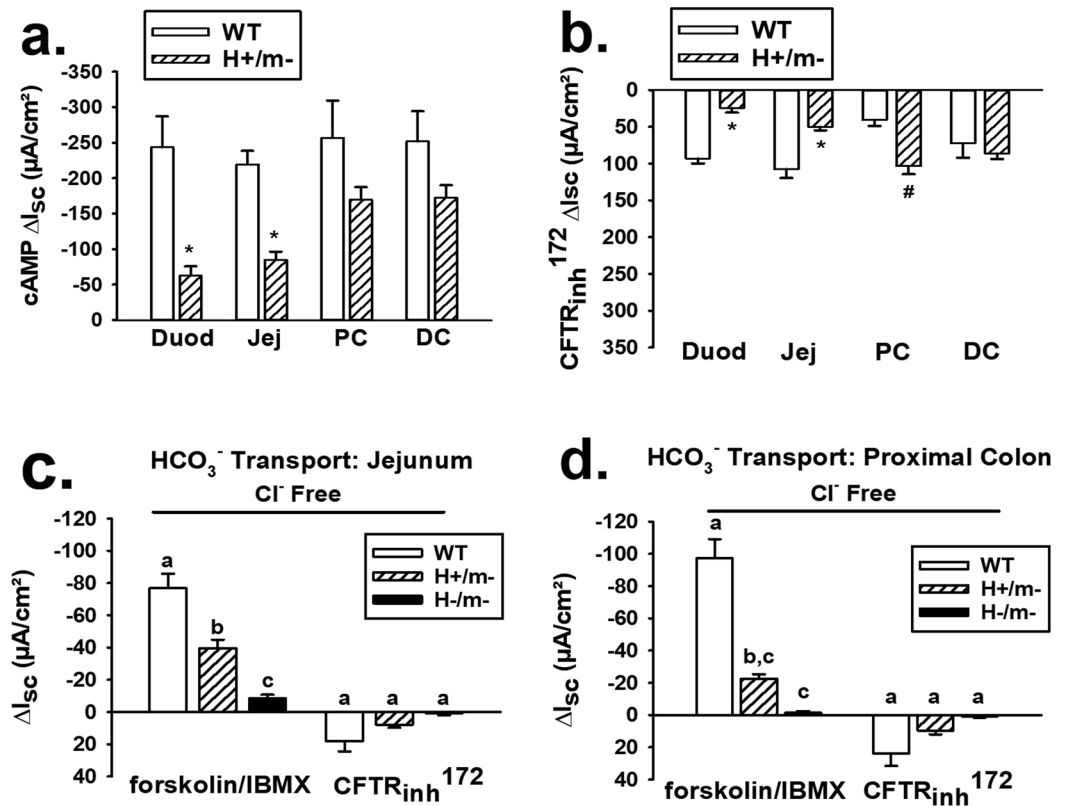 a.
WT
H+/m-
cAMP ΔIsc (µA/cm²)
-350
-300
-250
-200
-150
-100
-50
0
*
*
Duod Jej PC DC
b.
WT
H+/m-
CFTRinh172 ΔIsc (µA/cm²)
0
50
100
150
200
250
300
350
*
*
#
Duod Jej PC DC
c.
HCO3- Transport: Jejunum
Cl- Free
ΔIsc (µA/cm²)
-120
-100
-80
-60
-40
-20
0
20
40
WT
H+/m-
H-/m-
a
b
c
a a a
forskolin/IBMX CFTRinh172
d.
HCO3- Transport: Proximal Colon
Cl- Free
ΔIsc (µA/cm²)
-120
-100
-80
-60
-40
-20
0
20
40
WT
H+/m-
H-/m-
a
b,c
c
a a a
forskolin/IBMX CFTRinh172